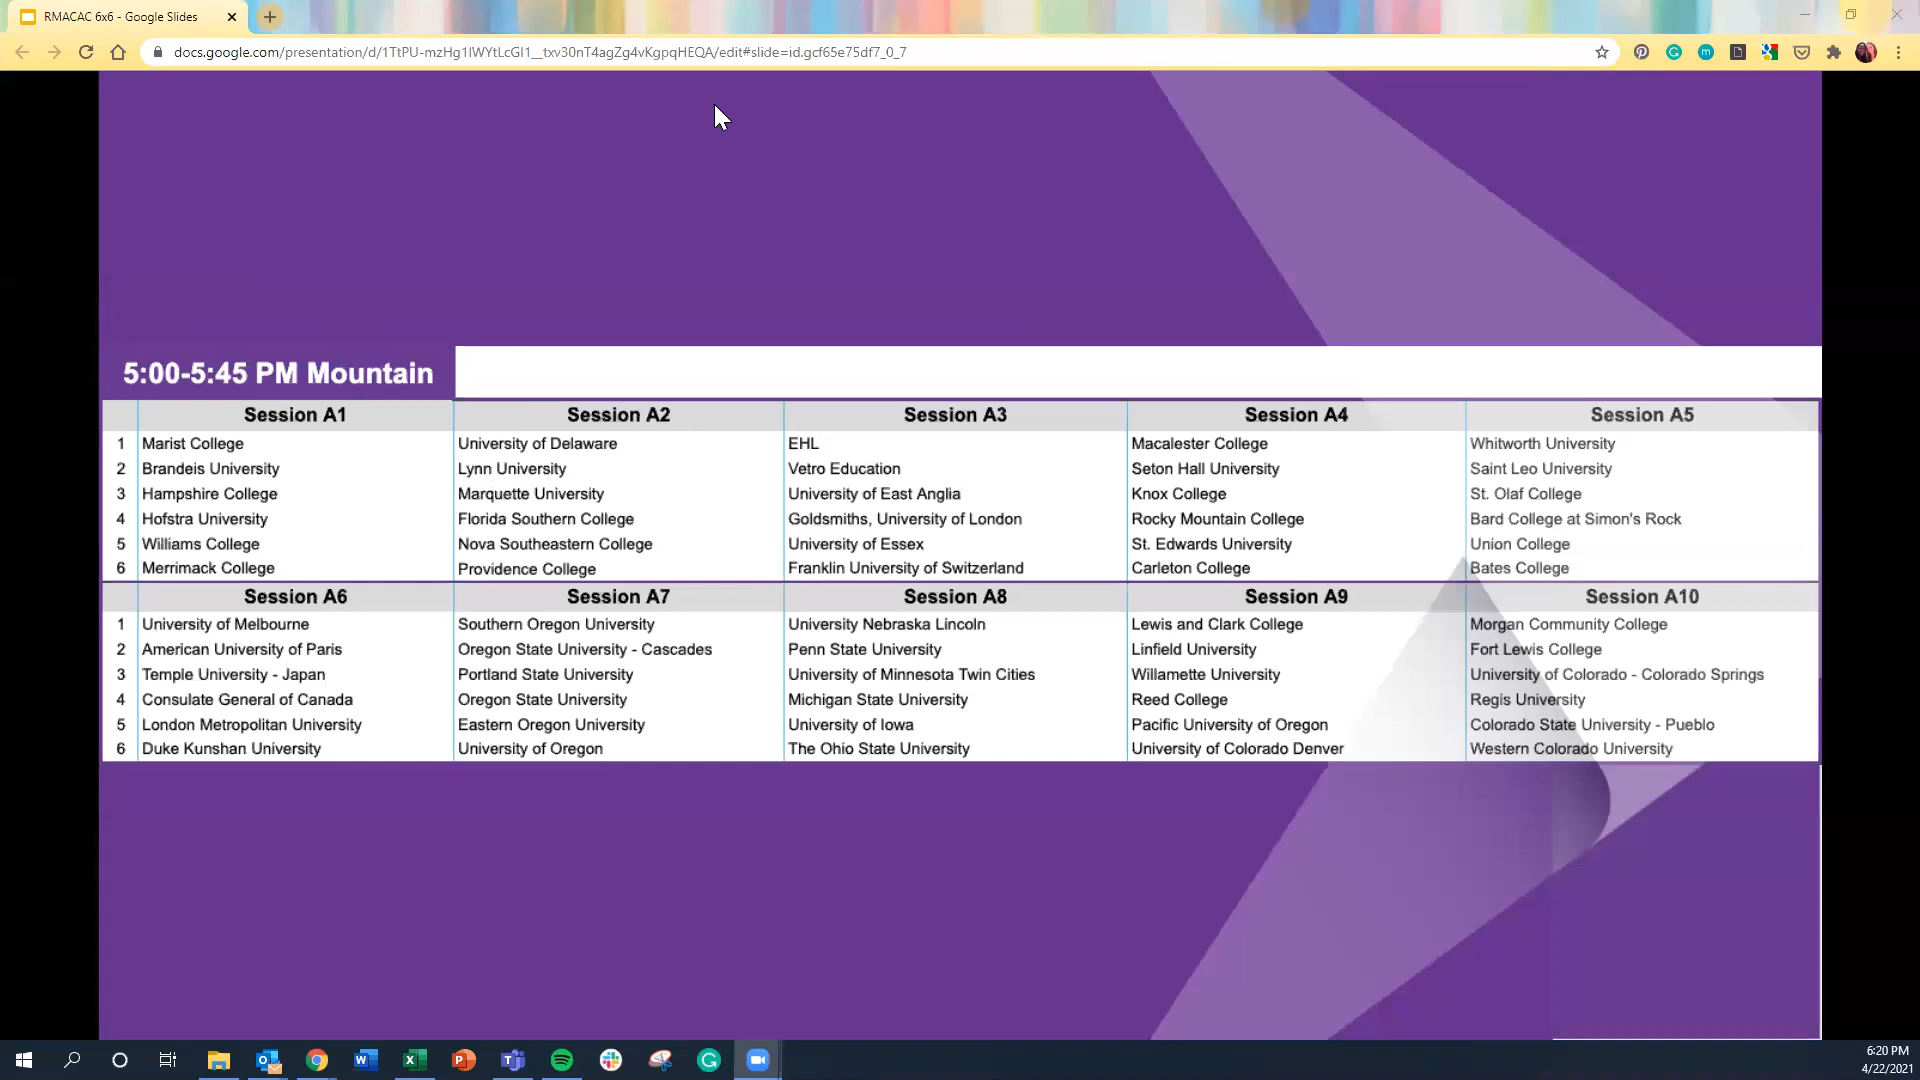 RMACAC 6x6 - Google Slides
docs.google.com/presentation/d/1TtPU-mzHg1lWYtLcGl1__txv30nT4agZg4vKgpqHEQA/edit#slide=id.gcf65e75df7_0_7
5:00-5:45 PM Mountain
Session A1 Session A2 Session A3 Session A4 Session A5
1 Marist College University of Delaware EHL Macalester College Whitworth University
2 Brandeis University Lynn University Vetro Education Seton Hall University Saint Leo University
3 Hampshire College Marquette University University of East Anglia Knox College St. Olaf College
4 Hofstra University Florida Southern College Goldsmiths, University of London Rocky Mountain College Bard College at Simon's Rock
5 Williams College Nova Southeastern College University of Essex St. Edwards University Union College
6 Merrimack College Providence College Franklin University of Switzerland Carleton College Bates College
Session A6 Session A7 Session A8 Session A9 Session A10
1 University of Melbourne Southern Oregon University University Nebraska Lincoln Lewis and Clark College Morgan Community College
2 American University of Paris Oregon State University - Cascades Penn State University Linfield University Fort Lewis College
3 Temple University - Japan Portland State University University of Minnesota Twin Cities Willamette University University of Colorado - Colorado Springs
4 Consulate General of Canada Oregon State University Michigan State University Reed College Regis University
5 London Metropolitan University Eastern Oregon University University of Iowa Pacific University of Oregon Colorado State University - Pueblo
6 Duke Kunshan University University of Oregon The Ohio State University University of Colorado Denver Western Colorado University
6:20 PM
4/22/2021